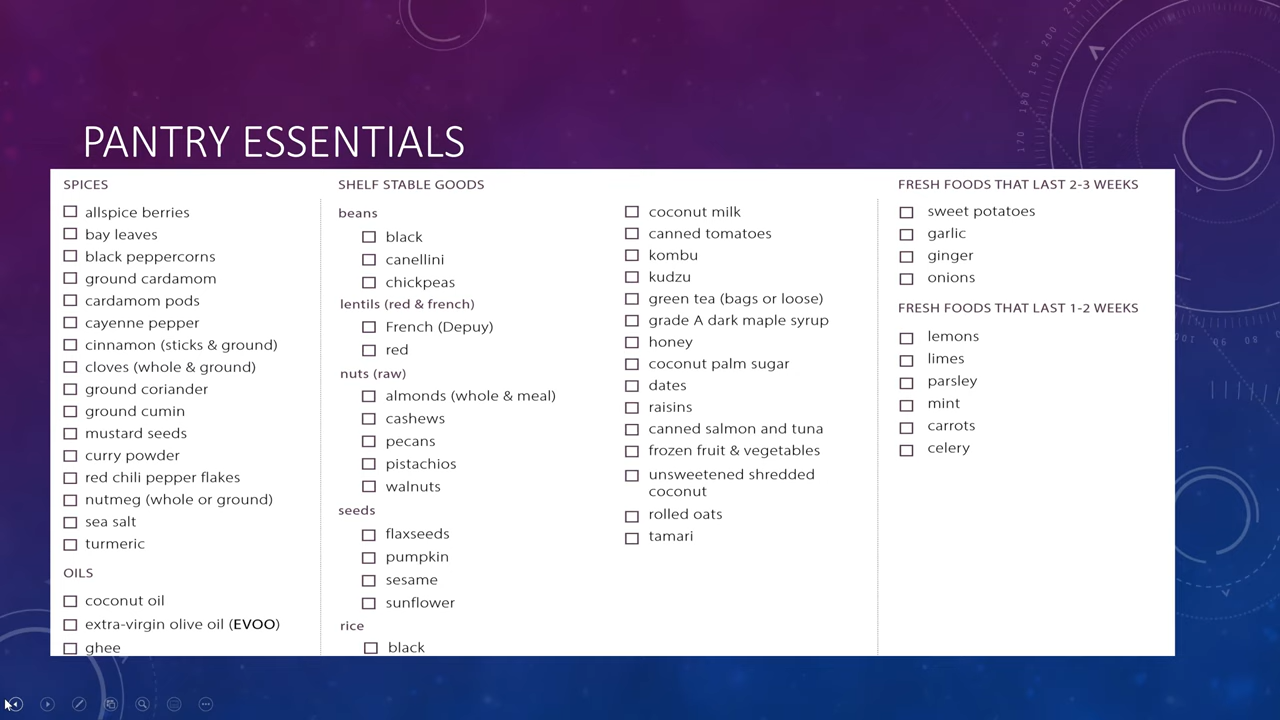 PANTRY ESSENTIALS
SPICES
allspice berries
bay leaves
black peppercorns
ground cardamom
cardamom pods
cayenne pepper
cinnamon (sticks & ground)
cloves (whole & ground)
ground coriander
ground cumin
mustard seeds
curry powder
red chili pepper flakes
nutmeg (whole or ground)
sea salt
turmeric
OILS
coconut oil
extra-virgin olive oil (EVOO)
ghee
SHELF STABLE GOODS
beans
black
canellini
chickpeas
lentils (red & french)
French (Depuy)
red
nuts (raw)
almonds (whole & meal)
cashews
pecans
pistachios
walnuts
seeds
flaxseeds
pumpkin
sesame
sunflower
rice
black
coconut milk
canned tomatoes
kombu
kudzu
green tea (bags or loose)
grade A dark maple syrup
honey
coconut palm sugar
dates
raisins
canned salmon and tuna
frozen fruit & vegetables
unsweetened shredded
coconut
rolled oats
tamari
FRESH FOODS THAT LAST 2-3 WEEKS
sweet potatoes
garlic
ginger
onions
FRESH FOODS THAT LAST 1-2 WEEKS
lemons
limes
parsley
mint
carrots
celery
170
180
190
200